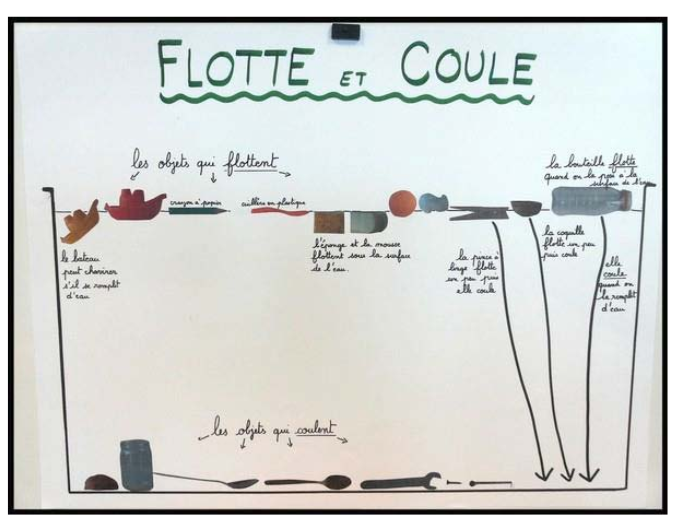 FLOTTE ET COULE
les objets qui flottent
la bouteille flotte
quand on la pose à la
surface de l'eau
crayon à papier
cuillère en plastique
le bateau
peut chavirer
s'il se remplit
d'eau
l'éponge et la mousse
flottent sous la surface
de l'eau.
la pince à
linge flotte
un peu puis
elle coule
la coquille
flotte un peu
puis coule
elle
coule
quand on
la remplit
d'eau
les objets qui coulent